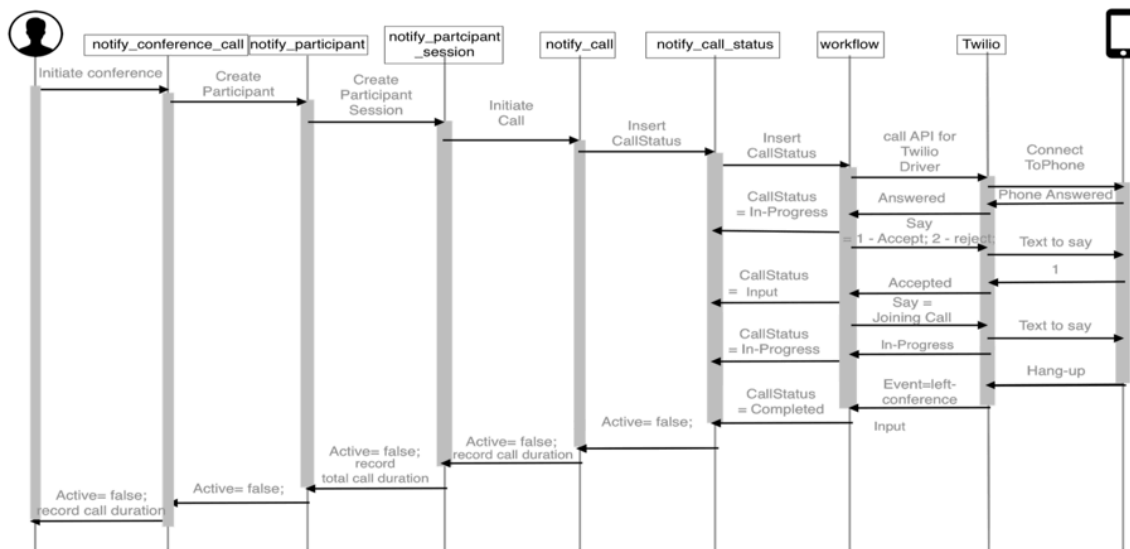 notify_conference_call
notify_participant
notify_partcipant
_session
notify_call
notify_call_status
workflow
Twilio
Initiate conference
Create
Participant
Create
Participant
Session
Initiate
Call
Insert
CallStatus
Insert
CallStatus
call API for
Twilio
Driver
Connect
ToPhone
Phone Answered
Answered
CallStatus
= In-Progress
Say
= 1 - Accept; 2 - reject;
Text to say
1
Accepted
CallStatus
= Input
Say =
Joining Call
Text to say
In-Progress
CallStatus
= In-Progress
Hang-up
Event=left-
conference
CallStatus
= Completed
Input
Active= false;
Active= false;
record call duration
Active= false;
record
total call duration
Active= false;
Active= false;
record call duration